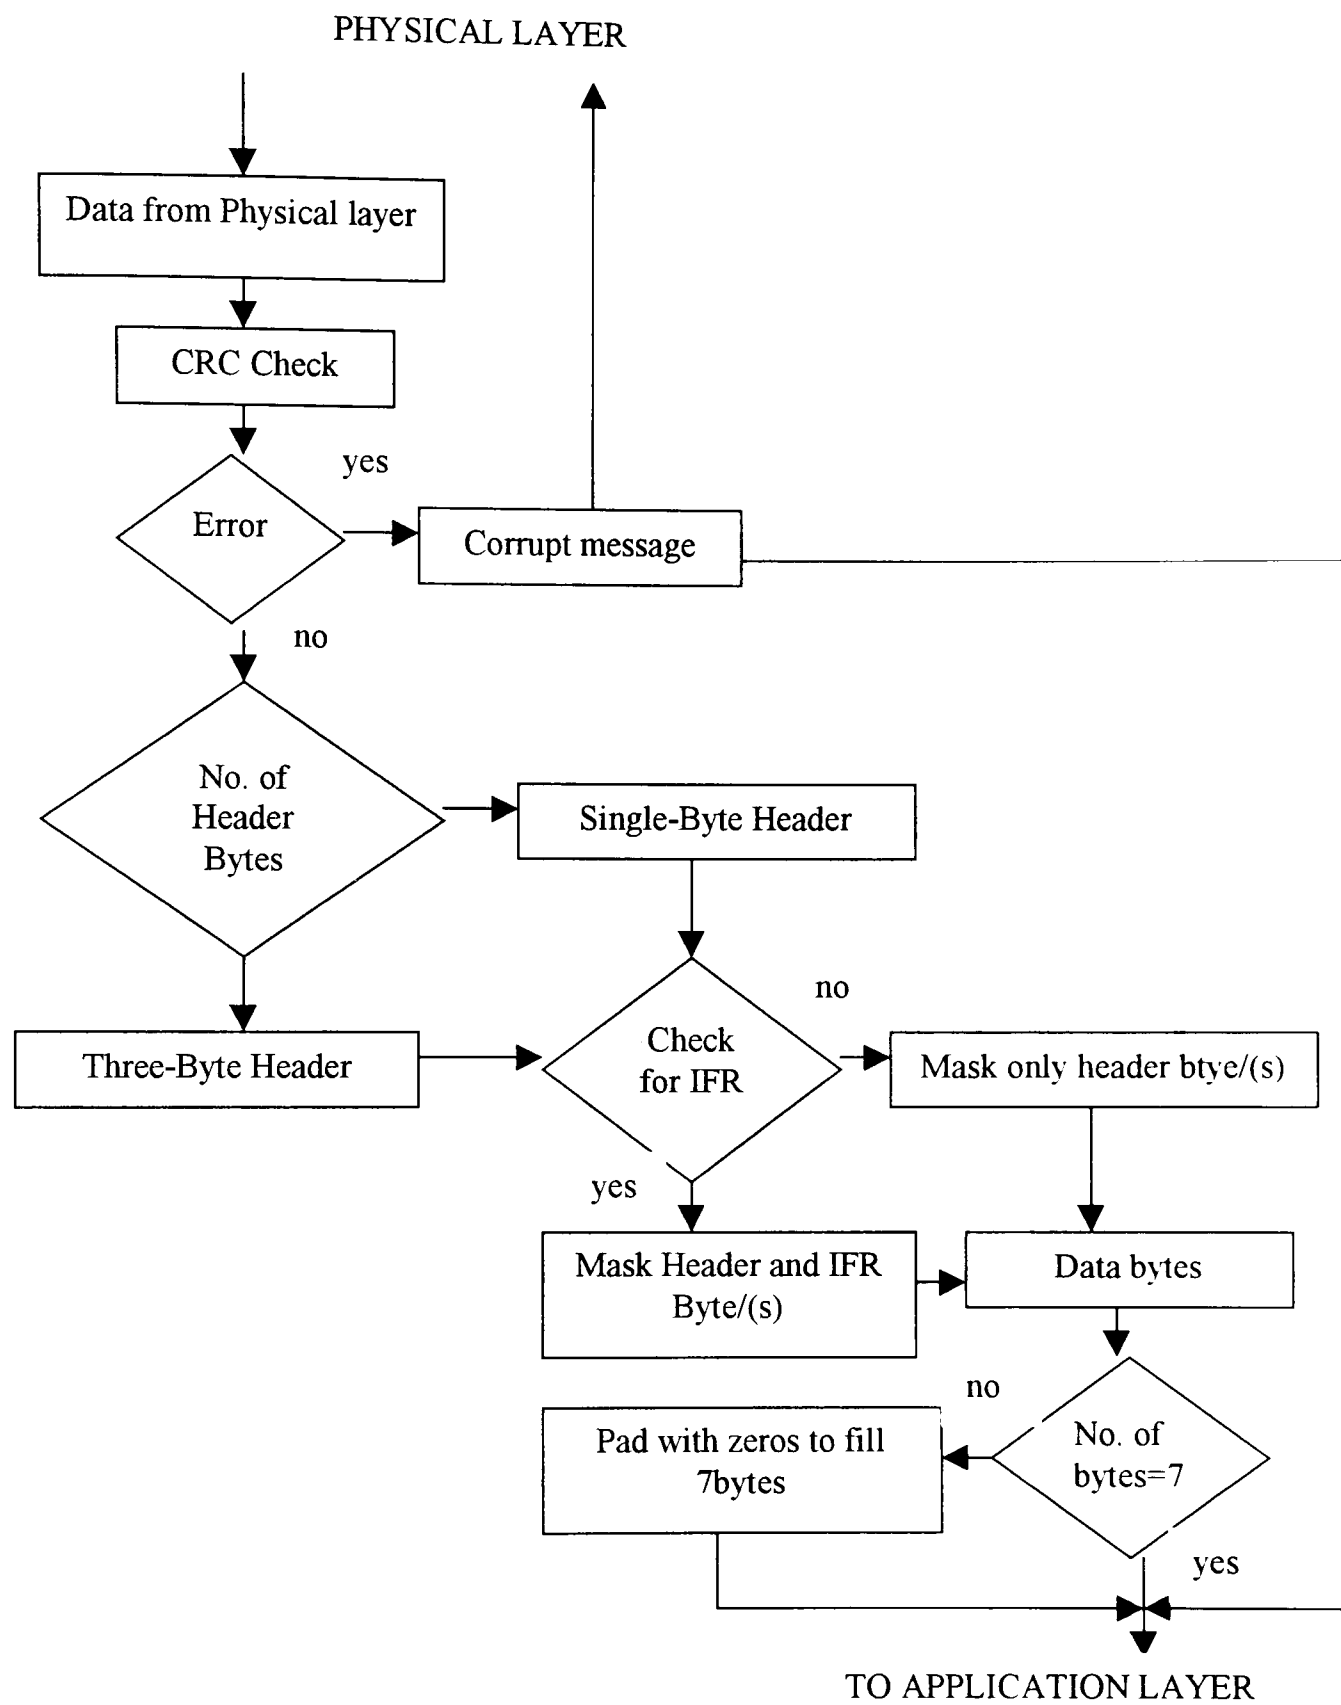 PHYSICAL LAYER
Data from Physical layer
CRC Check
yes
Error
Corrupt message
no
No. of
Header
Bytes
Single-Byte Header
no
Check
for IFR
Three-Byte Header
Mask only header btye/(s)
yes
Mask Header and IFR
Byte/(s)
Data bytes
no
Pad with zeros to fill
7bytes
No. of
bytes=7
yes
TO APPLICATION LAYER